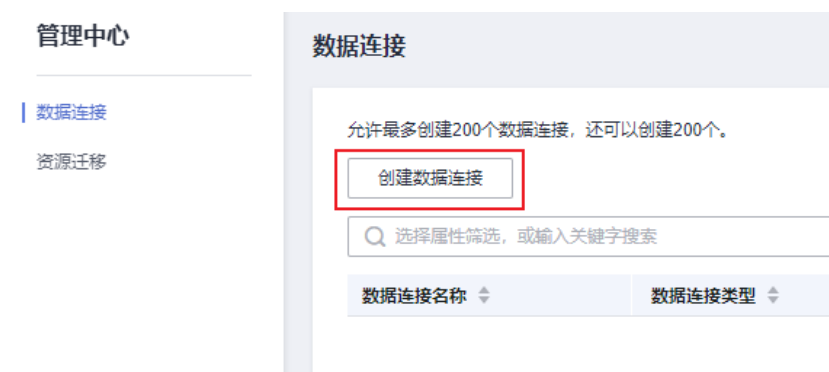 管理中心
数据连接
资源迁移
数据连接
允许最多创建200个数据连接，还可以创建200个。
创建数据连接
选择属性筛选，或输入关键字搜索
数据连接名称 数据连接类型